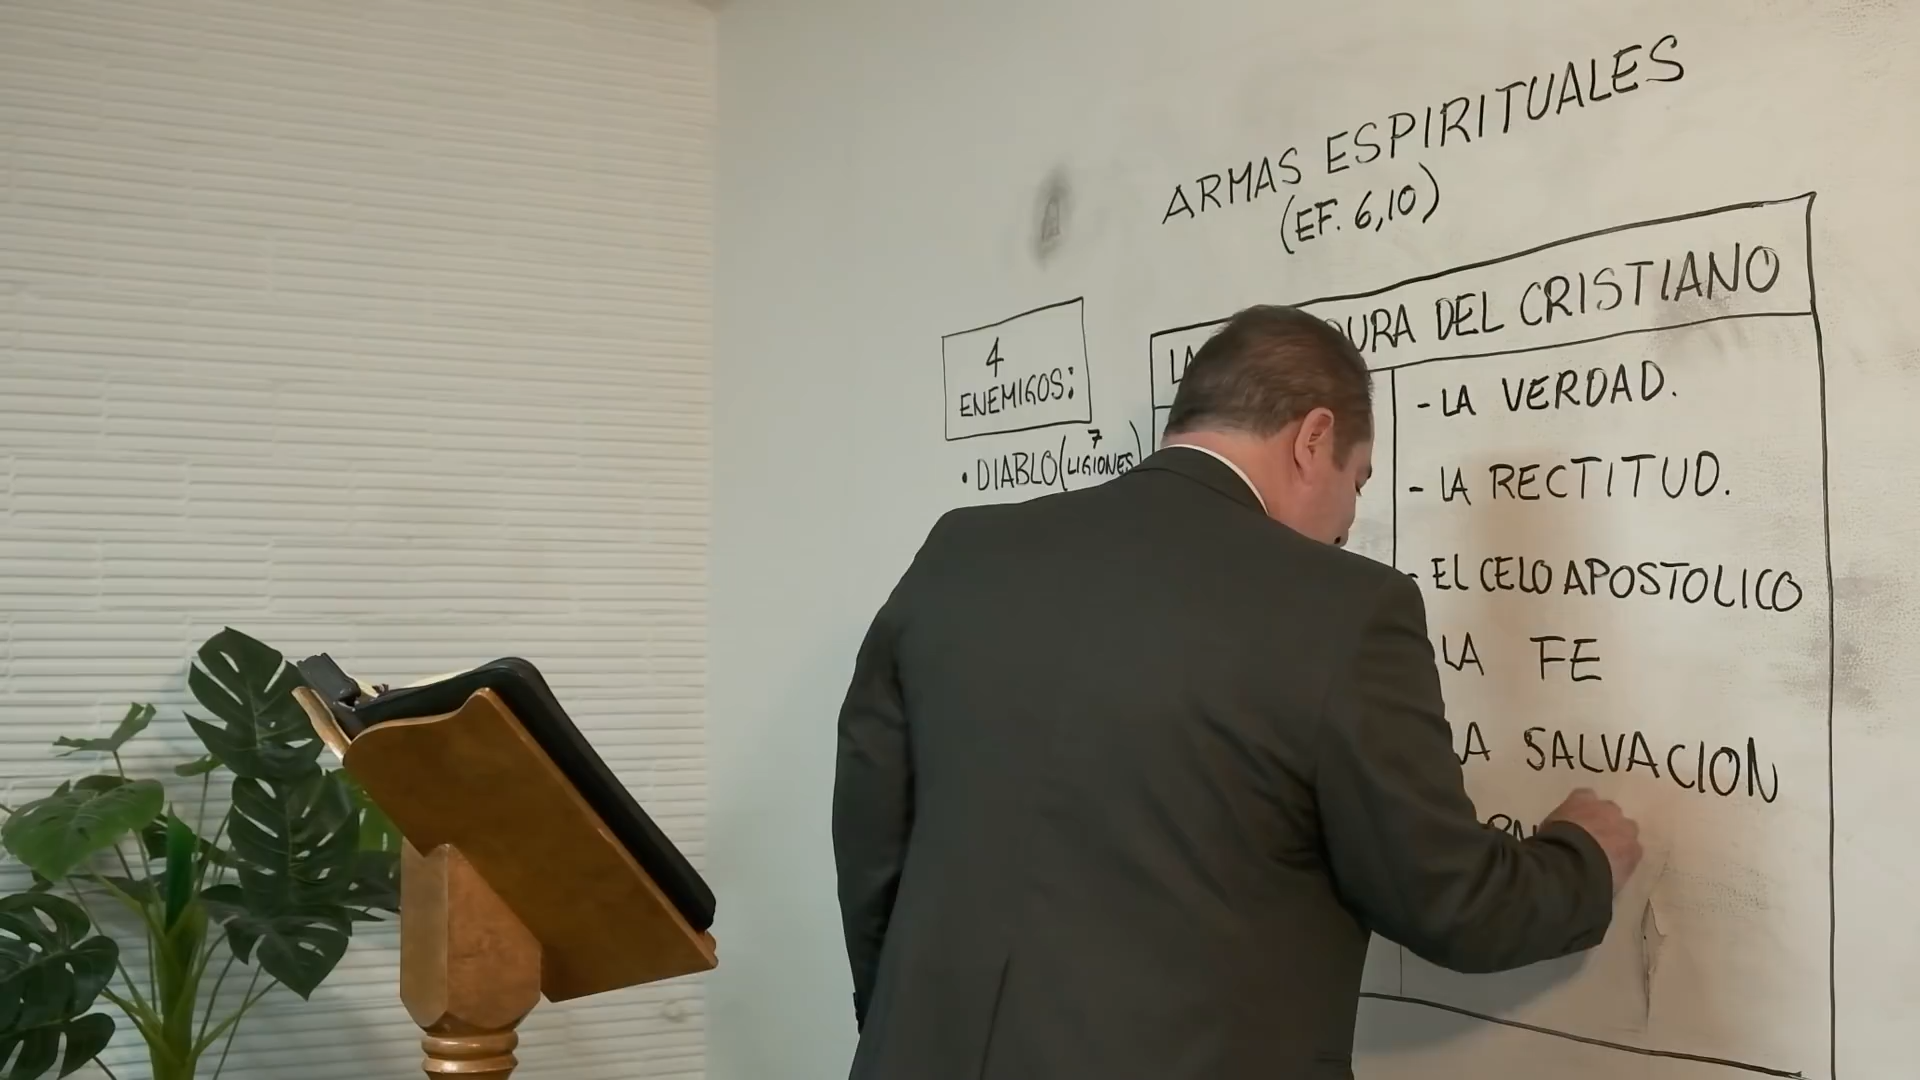 ARMAS ESPIRITUALES
(EF. 6,10)
4
ENEMIGOS:
• DIABLO (7 LIGIONES)
DEL CRISTIANO
- LA VERDAD.
- LA RECTITUD.
- EL CELO APOSTOLICO
LA FE
LA SALVACION